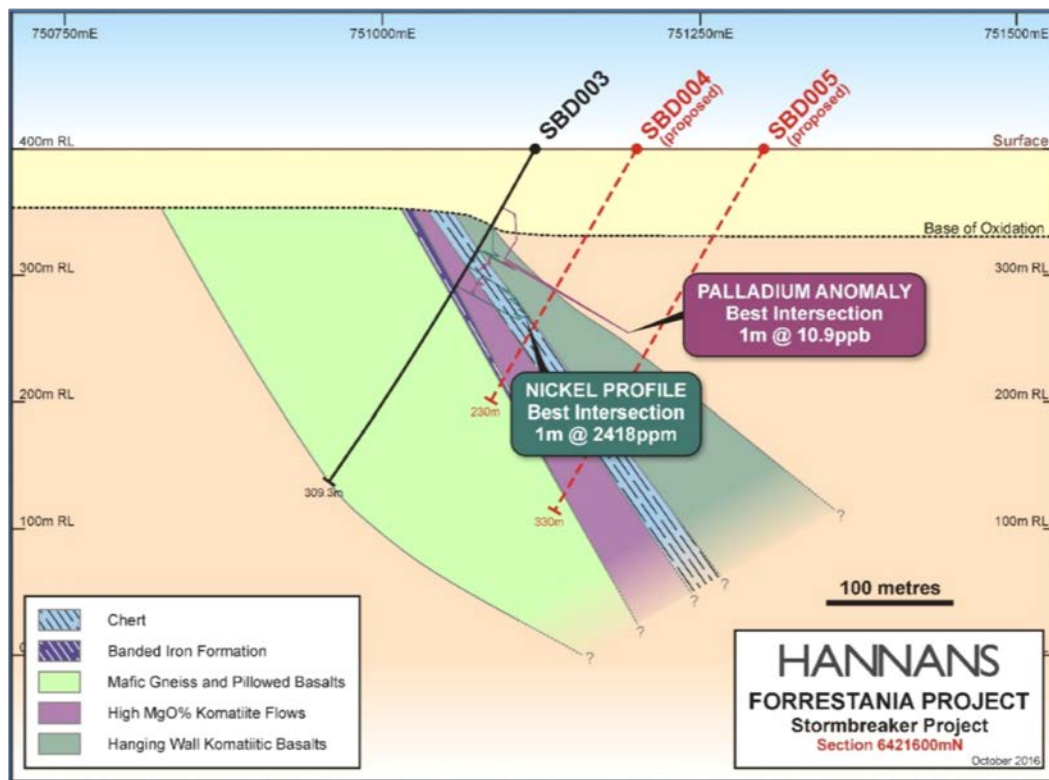 750750mE
751000mE
751250mE
751500mE
SBD003
SBD004
(proposed)
SBD005
(proposed)
400m RL
Surface
Base of Oxidation
300m RL
300m RL
PALLADIUM ANOMALY
Best Intersection
1m @ 10.9ppb
NICKEL PROFILE
Best Intersection
1m @ 2418ppm
200m RL
200m RL
230m
309.3m
330m
100m RL
100m RL
?
?
?
?
?
100 metres
Chert
Banded Iron Formation
Mafic Gneiss and Pillowed Basalts
High MgO% Komatiite Flows
Hanging Wall Komatiitic Basalts
HANNANS
FORRESTANIA PROJECT
Stormbreaker Project
Section 6421600mN
October 2016